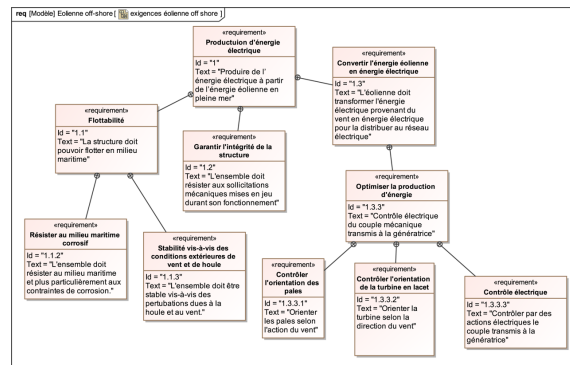 req [Modèle] Eolienne off-shore [ exigences éolienne off shore ]
«requirement»
Productuion d'énergie
électrique
Id = "1"
Text = "Produire de l'
énergie électrique à partir
de l'énergie éolienne en
pleine mer"
«requirement»
Convertir l'énergie éolienne
en énergie électrique
Id = "1.3"
Text = "L'éolienne doit
transformer l'énergie
électrique provenant du
vent en énergie électrique
pour la distribuer au réseau
électrique"
«requirement»
Flottabilité
Id = "1.1"
Text = "La structure doit
pouvoir flotter en milieu
maritime"
«requirement»
Garantir l'intégrité de la
structure
Id = "1.2"
Text = "L'ensemble doit
résister aux sollicitations
mécaniques mises en jeu
durant son fonctionnement"
«requirement»
Optimiser la production
d'énergie
Id = "1.3.3"
Text = "Contrôle électrique
du couple mécanique
transmis à la génératrice"
«requirement»
Résister au milieu maritime
corrosif
Id = "1.1.2"
Text = "L'ensemble doit
résister au milieu maritime
et plus particulièrement aux
contraintes de corrosion."
«requirement»
Stabilité vis-à-vis des
conditions extérieures de
vent et de houle
Id = "1.1.3"
Text = "L'ensemble doit être
stable vis-à-vis des
pertubations dues à la
houle et au vent."
«requirement»
Contrôler
l'orientation des
pales
Id = "1.3.3.1"
Text = "Orienter
les pales selon
l'action du vent"
«requirement»
Contrôler l'orientation
de la turbine en lacet
Id = "1.3.3.2"
Text = "Orienter la
turbine selon la
direction du vent"
«requirement»
Contrôle électrique
Id = "1.3.3.3"
Text = "Contrôler par des
actions électriques le
couple transmis à la
génératrice"